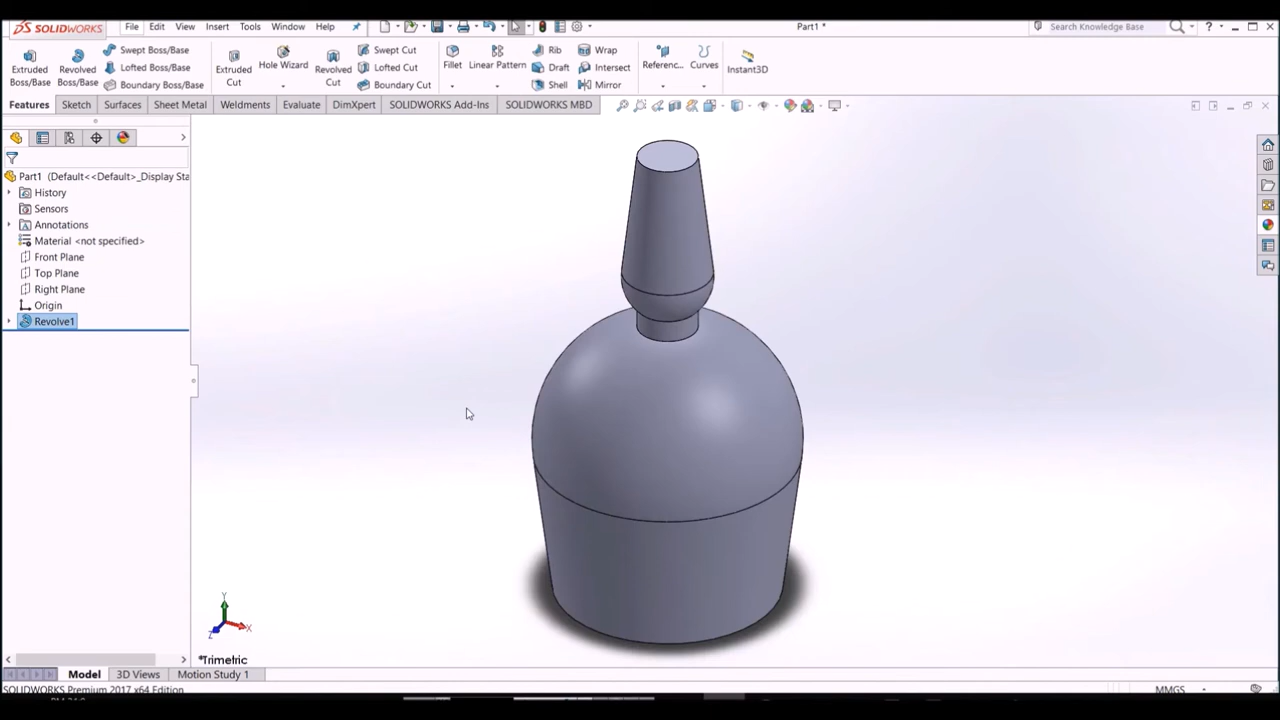 SOLIDWORKS File Edit View Insert Tools Window Help Part1 * Search Knowledge Base ?
Extruded Boss/Base
Revolved Boss/Base
Swept Boss/Base
Lofted Boss/Base
Boundary Boss/Base
Extruded Cut
Hole Wizard
Revolved Cut
Swept Cut
Lofted Cut
Boundary Cut
Fillet
Linear Pattern
Rib
Draft
Shell
Wrap
Intersect
Mirror
Referenc...
Curves
Instant3D
Features Sketch Surfaces Sheet Metal Weldments Evaluate DimXpert SOLIDWORKS Add-Ins SOLIDWORKS MBD
Part1 (Default<<Default>_Display Sta
History
Sensors
Annotations
Material <not specified>
Front Plane
Top Plane
Right Plane
Origin
Revolve1
Y
X
Z
*Trimetric
Model 3D Views Motion Study 1
SOLIDWORKS Premium 2017 x64 Edition MMGS